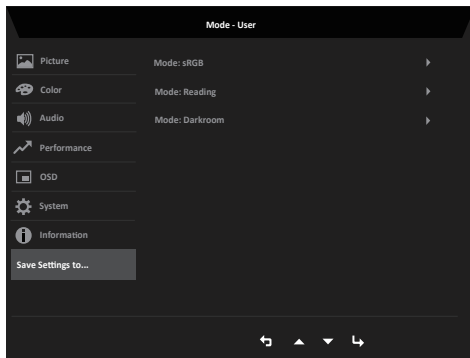 Mode - User
Picture
Color
Audio
Performance
OSD
System
Information
Save Settings to...
Mode: sRGB
Mode: Reading
Mode: Darkroom